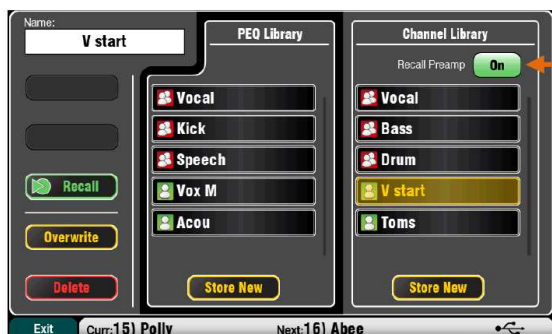 Name:
V start
PEQ Library
Channel Library
Recall Preamp
On
Vocal
Kick
Speech
Vox M
Acou
Store New
Vocal
Bass
Drum
V start
Toms
Store New
Recall
Overwrite
Delete
Exit
Curr:15) Polly
Next:16) Abee